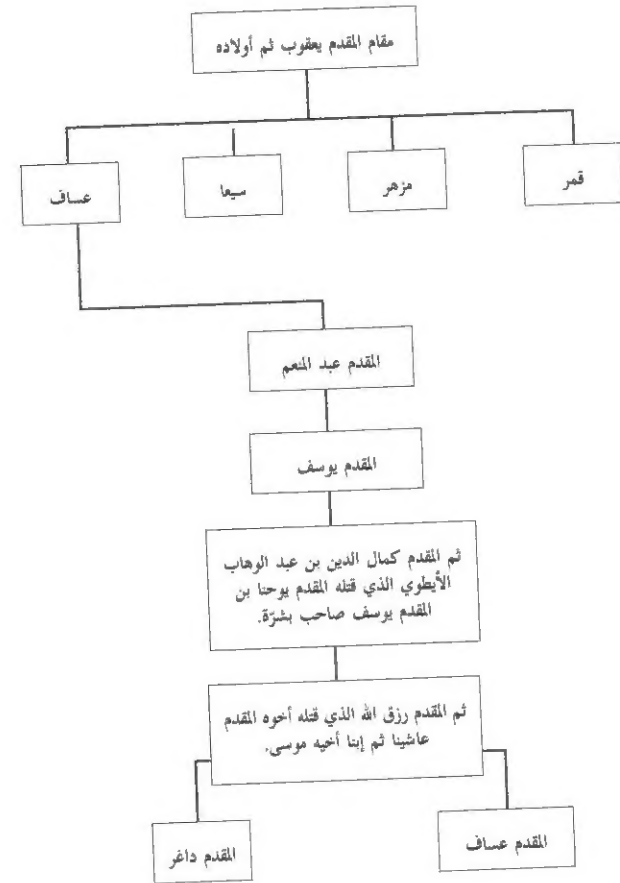 مقام المقدم يعقوب ثم أولاده
قمر
مزهر
سيعا
عساف
المقدم عبد المنعم
المقدم يوسف
ثم المقدم كمال الدين بن عبد الوهاب
الأيطوي الذي قتله المقدم يوحنا بن
المقدم يوسف صاحب بشرّة.
ثم المقدم رزق الله الذي قتله أخوه المقدم
عاشينا ثم إبنا أخيه موسى.
المقدم عساف
المقدم داغر